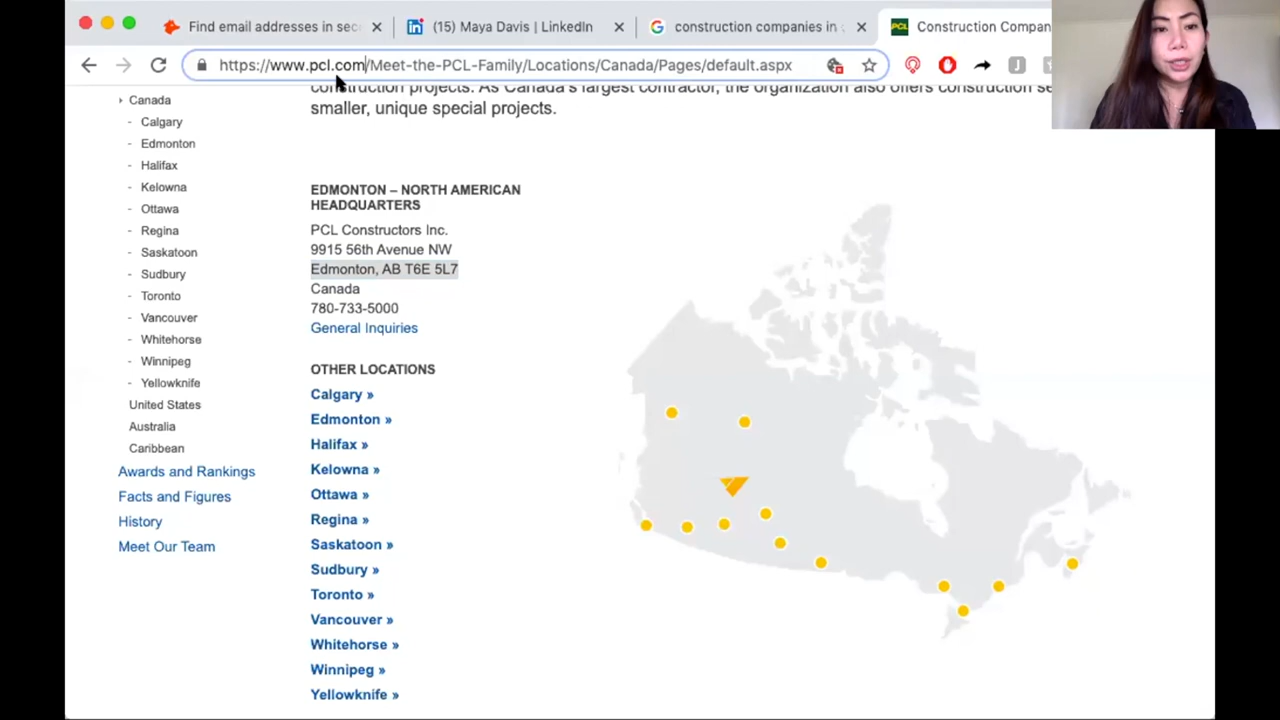 Find email addresses in sec
(15) Maya Davis | LinkedIn
construction companies in
Construction Compan
https://www.pcl.com/Meet-the-PCL-Family/Locations/Canada/Pages/default.aspx
construction projects. As Canada's largest contractor, the organization also offers construction se
smaller, unique special projects.
Canada
- Calgary
- Edmonton
- Halifax
- Kelowna
- Ottawa
- Regina
- Saskatoon
- Sudbury
- Toronto
- Vancouver
- Whitehorse
- Winnipeg
- Yellowknife
United States
Australia
Caribbean
Awards and Rankings
Facts and Figures
History
Meet Our Team
EDMONTON – NORTH AMERICAN
HEADQUARTERS
PCL Constructors Inc.
9915 56th Avenue NW
Edmonton, AB T6E 5L7
Canada
780-733-5000
General Inquiries
OTHER LOCATIONS
Calgary »
Edmonton »
Halifax »
Kelowna »
Ottawa »
Regina »
Saskatoon »
Sudbury »
Toronto »
Vancouver »
Whitehorse »
Winnipeg »
Yellowknife »